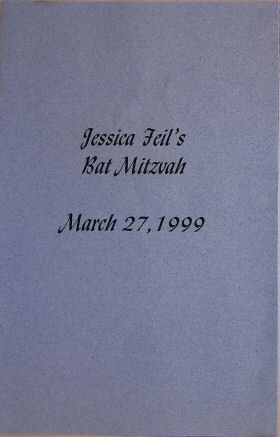 Jessica Feil's
Bat Mitzvah
March 27, 1999